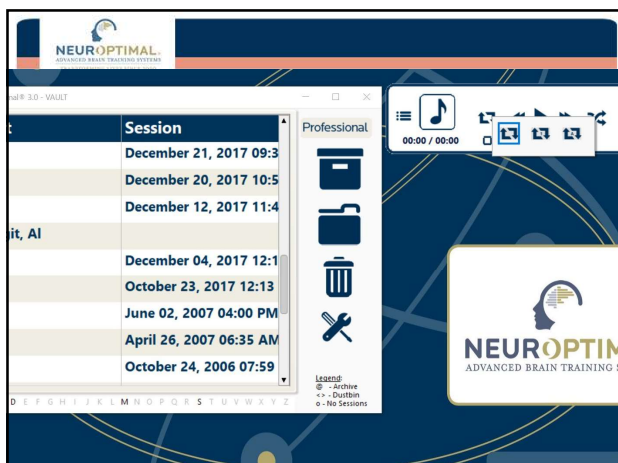 NEUROPTIMAL®
ADVANCED BRAIN TRAINING SYSTEMS
3.0 - VAULT
Session
Professional
December 21, 2017 09:3
December 20, 2017 10:5
December 12, 2017 11:4
git, Al
December 04, 2017 12:1
October 23, 2017 12:13
June 02, 2007 04:00 PM
April 26, 2007 06:35 AM
October 24, 2006 07:59
Legend:
@ - Archive
<> - Dustbin
o - No Sessions
D E F G H I J K L M N O P Q R S T U V W X Y Z
00:00 / 00:00
NEUROPTIM
ADVANCED BRAIN TRAINING S